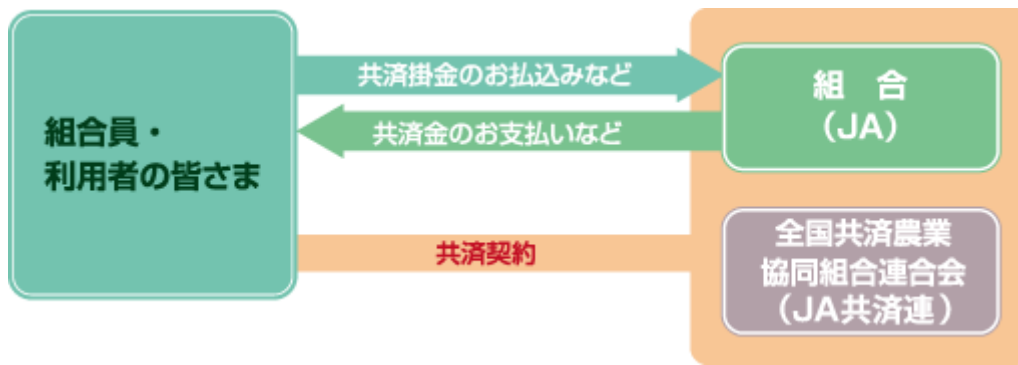 組合員・
利用者の皆さま
共済掛金のお払込みなど
共済金のお支払いなど
共済契約
組　合
（JA）
全国共済農業
協同組合連合会
（JA共済連）